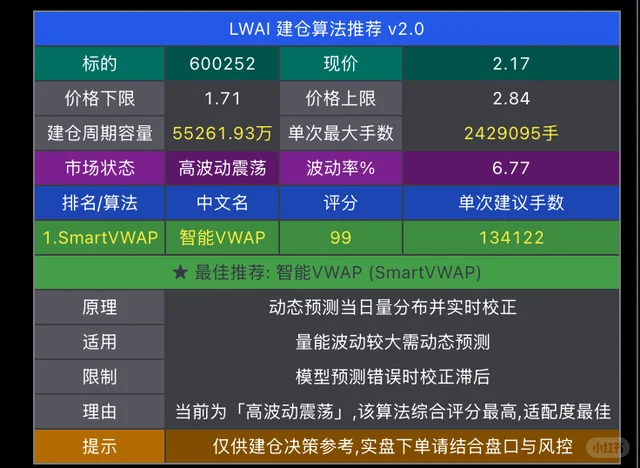 LWAI 建仓算法推荐 v2.0
标的 600252 现价 2.17
价格下限 1.71 价格上限 2.84
建仓周期容量 55261.93万 单次最大手数 2429095手
市场状态 高波动震荡 波动率% 6.77
排名/算法 中文名 评分 单次建议手数
1.SmartVWAP 智能VWAP 99 134122
★ 最佳推荐: 智能VWAP (SmartVWAP)
原理 动态预测当日量分布并实时校正
适用 量能波动较大需动态预测
限制 模型预测错误时校正滞后
理由 当前为「高波动震荡」,该算法综合评分最高,适配度最佳
提示 仅供建仓决策参考,实盘下单请结合盘口与风控
小红书